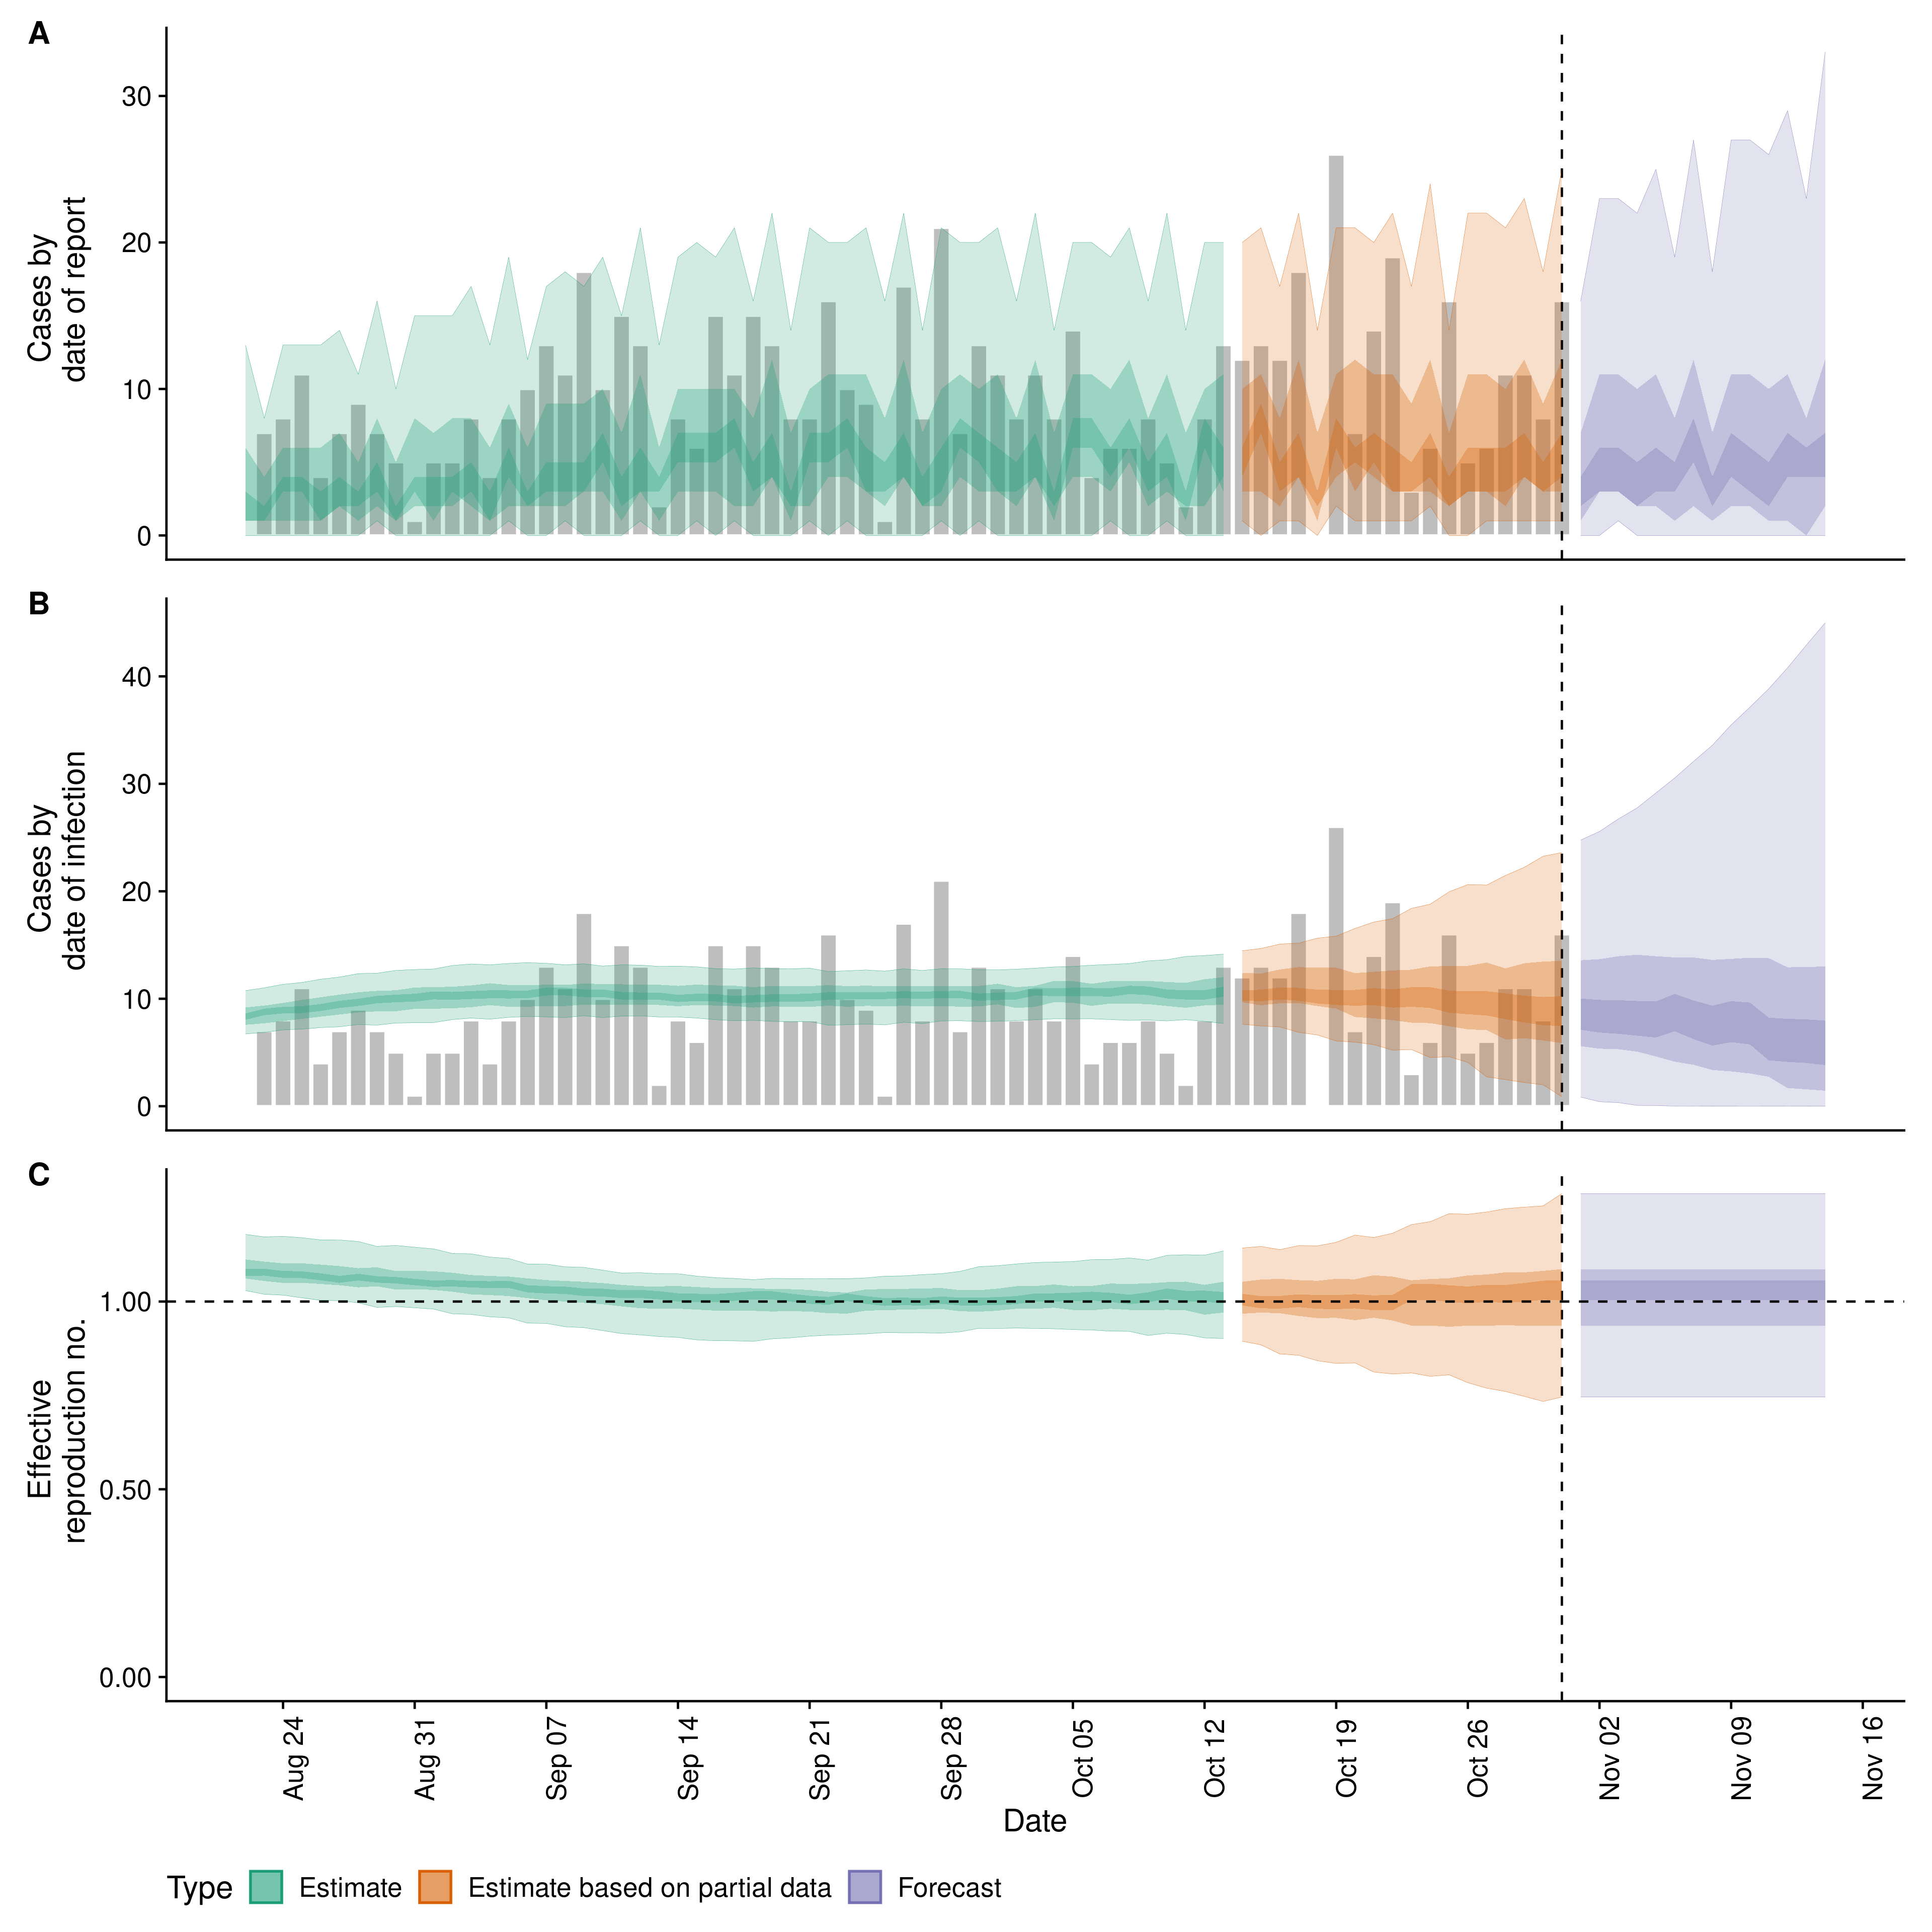 A
Cases by
date of report
30
20
10
0
B
Cases by
date of infection
40
30
20
10
0
C
Effective
reproduction no.
1.00
0.50
0.00
Aug 24
Aug 31
Sep 07
Sep 14
Sep 21
Sep 28
Oct 05
Oct 12
Oct 19
Oct 26
Nov 02
Nov 09
Nov 16
Date
Type Estimate Estimate based on partial data Forecast